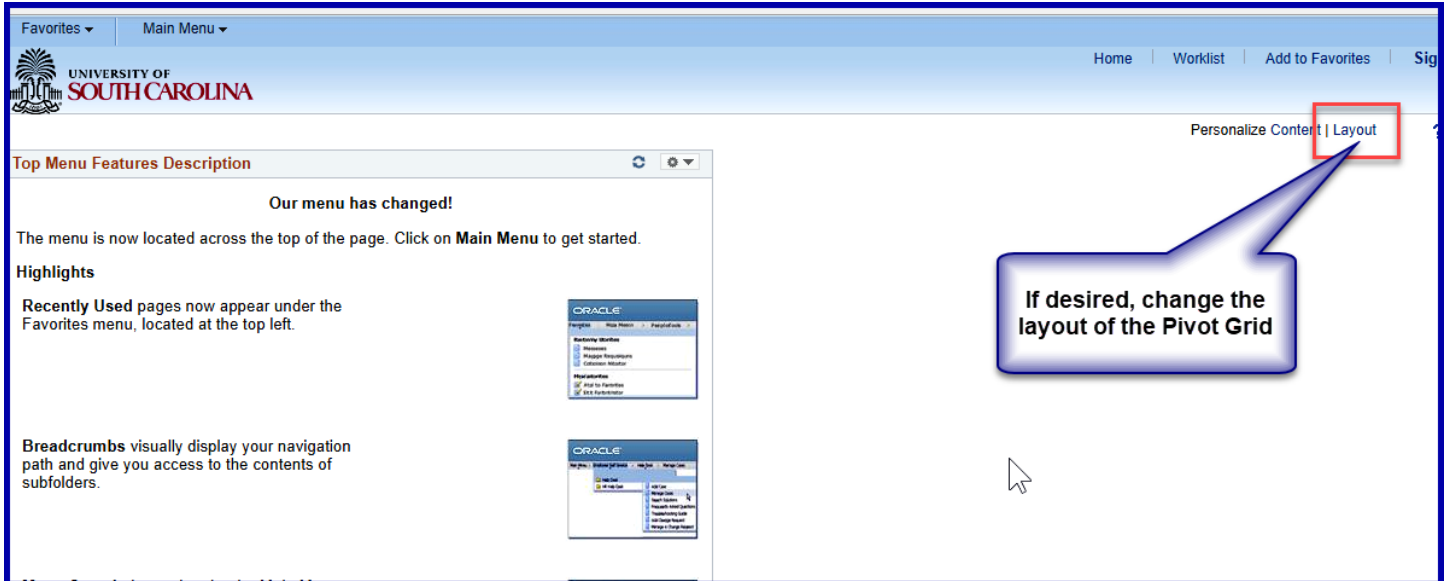 Favorites Main Menu
UNIVERSITY OF
SOUTH CAROLINA
Home Worklist Add to Favorites Sig
Personalize Content | Layout ?
Top Menu Features Description
Our menu has changed!
The menu is now located across the top of the page. Click on Main Menu to get started.
Highlights
Recently Used pages now appear under the
Favorites menu, located at the top left.
ORACLE
If desired, change the
layout of the Pivot Grid
Breadcrumbs visually display your navigation
path and give you access to the contents of
subfolders.
ORACLE